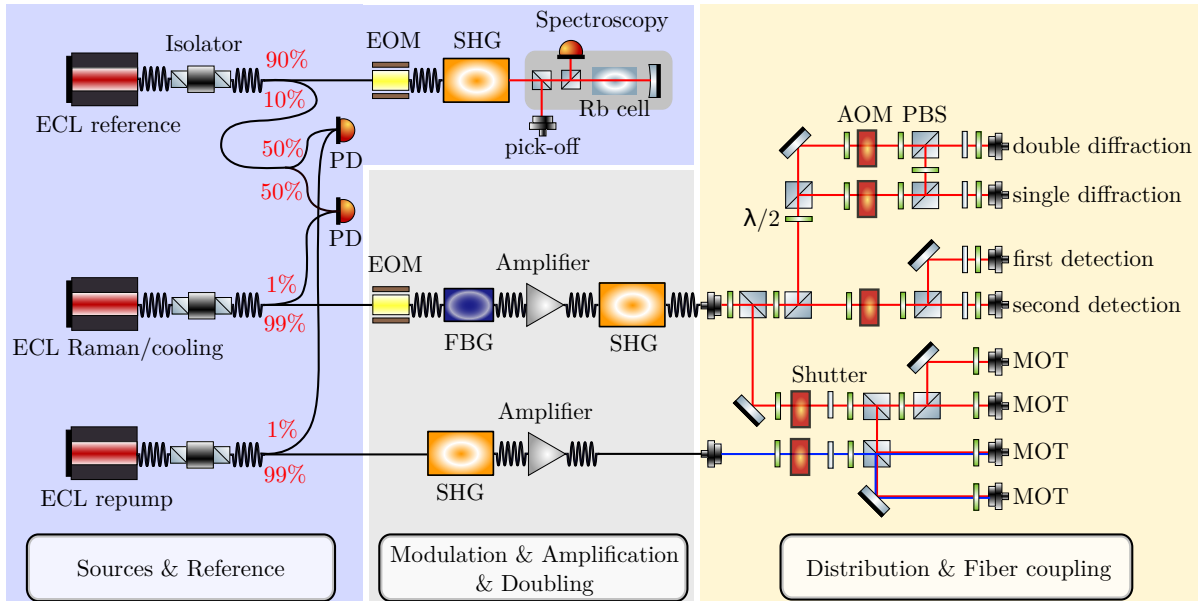 Spectroscopy
Isolator
EOM
SHG
90%
10%
ECL reference
Rb cell
pick-off
50%
PD
50%
PD
AOM
PBS
double diffraction
single diffraction
λ/2
first detection
second detection
1%
99%
ECL Raman/cooling
EOM
FBG
Amplifier
SHG
Shutter
MOT
MOT
MOT
MOT
1%
99%
ECL repump
SHG
Amplifier
Sources & Reference
Modulation & Amplification
& Doubling
Distribution & Fiber coupling